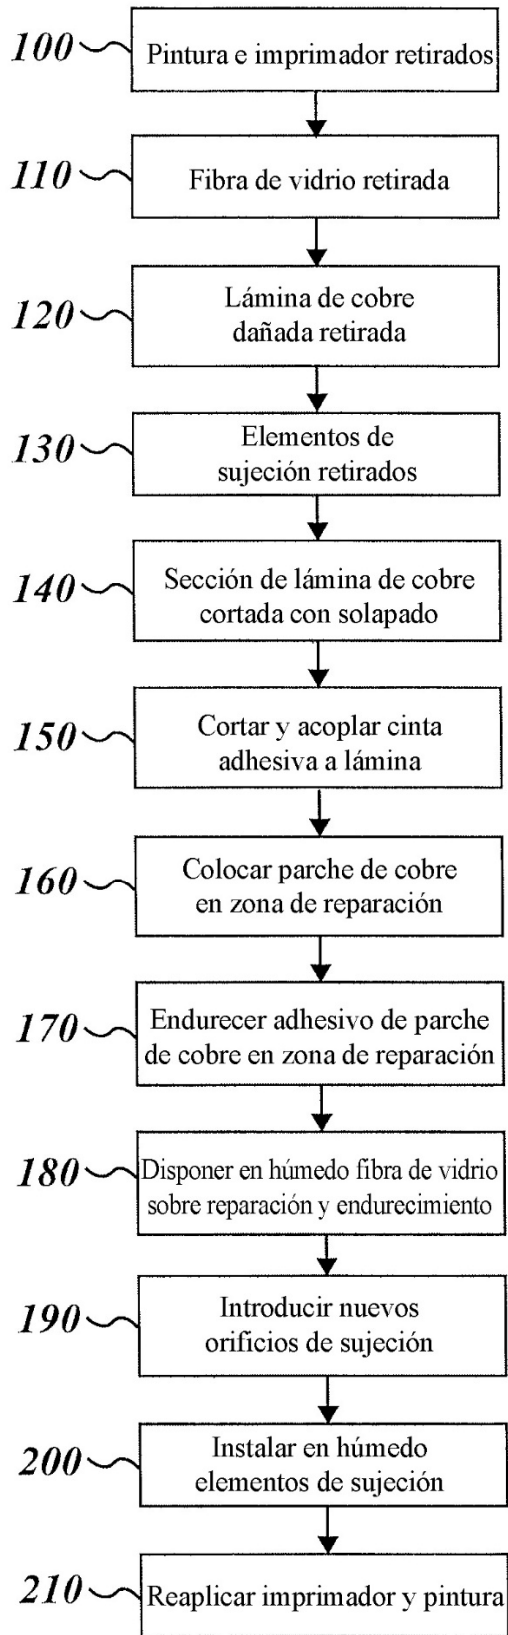 100
Pintura e imprimador retirados
110
Fibra de vidrio retirada
120
Lámina de cobre
dañada retirada
130
Elementos de
sujeción retirados
140
Sección de lámina de cobre
cortada con solapado
150
Cortar y acoplar cinta
adhesiva a lámina
160
Colocar parche de cobre
en zona de reparación
170
Endurecer adhesivo de parche
de cobre en zona de reparación
180
Disponer en húmedo fibra de vidrio
sobre reparación y endurecimiento
190
Introducir nuevos
orificios de sujeción
200
Instalar en húmedo
elementos de sujeción
210
Reaplicar imprimador y pintura